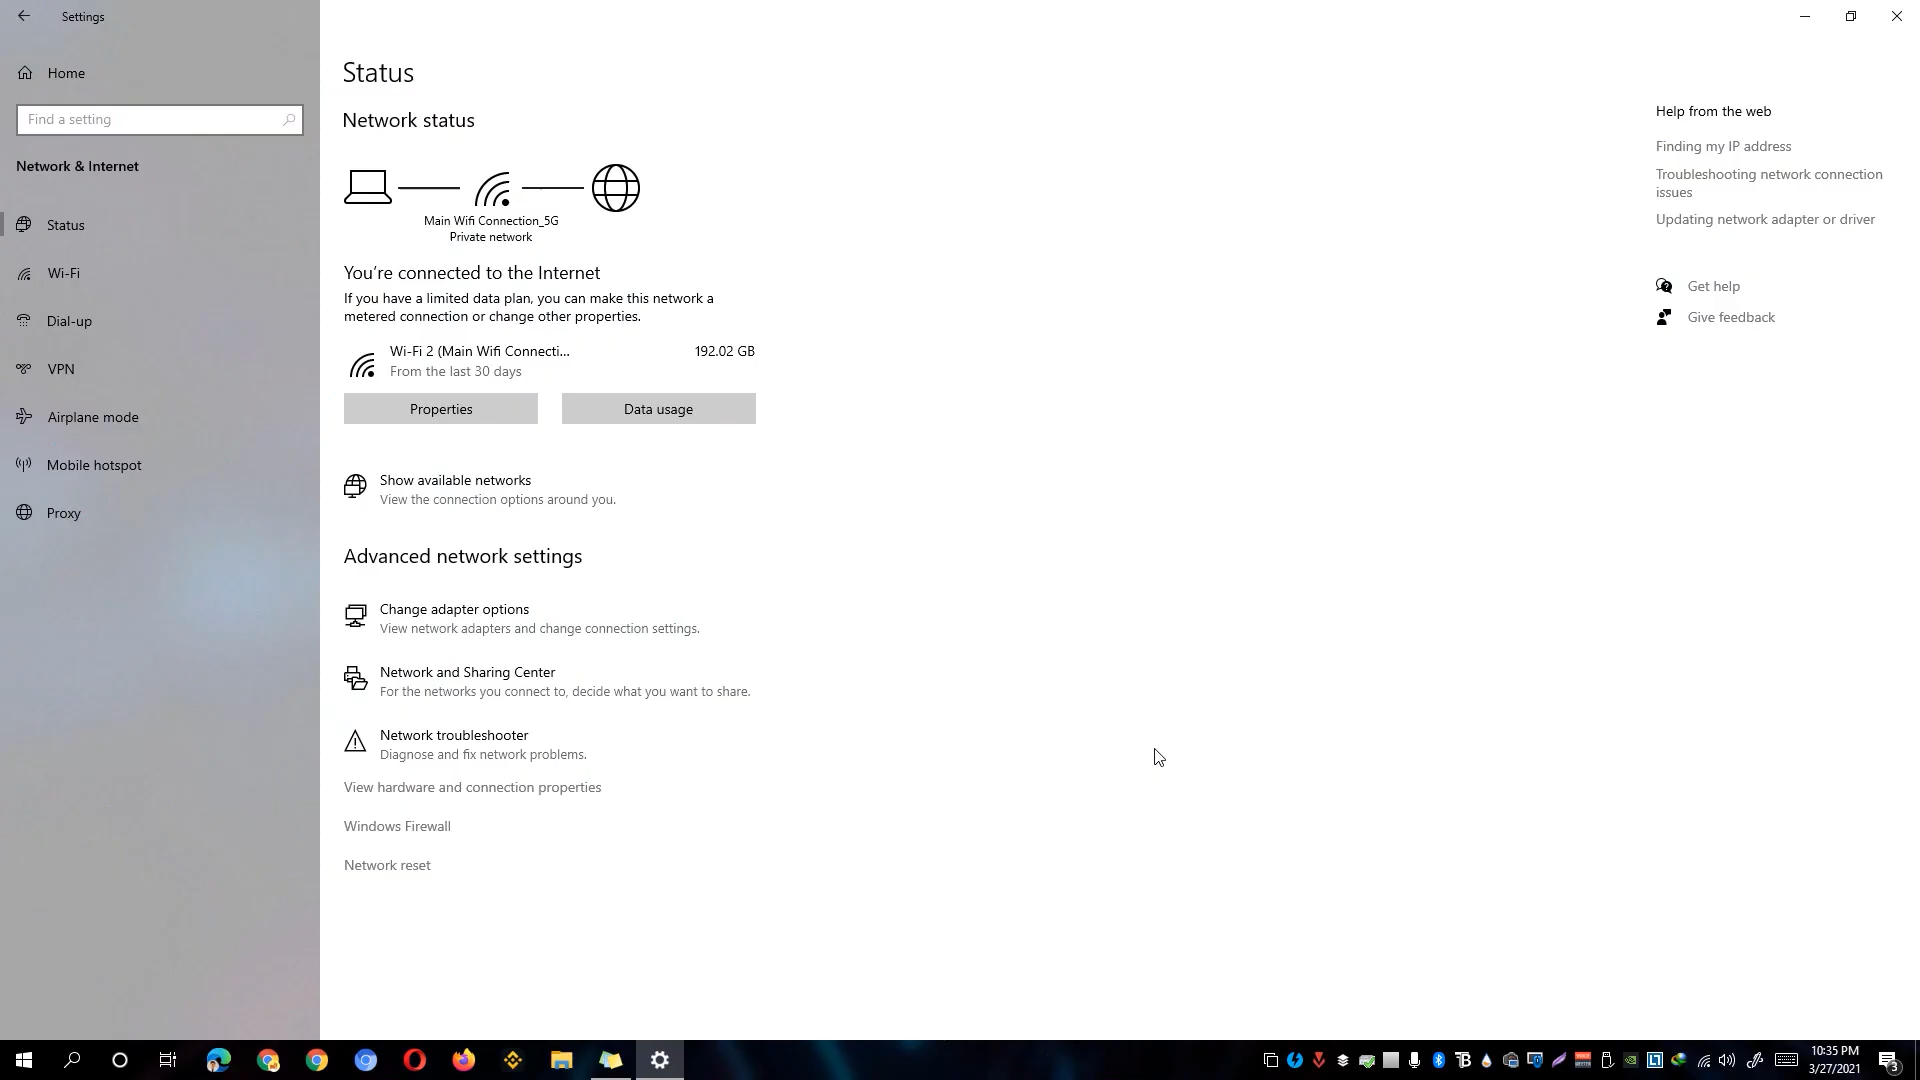 Settings
Home
Find a setting
Network & Internet
Status
Wi-Fi
Dial-up
VPN
Airplane mode
Mobile hotspot
Proxy
Status
Network status
Main Wifi Connection_5G
Private network
You're connected to the Internet
If you have a limited data plan, you can make this network a
metered connection or change other properties.
Wi-Fi 2 (Main Wifi Connecti... 192.02 GB
From the last 30 days
Properties Data usage
Show available networks
View the connection options around you.
Advanced network settings
Change adapter options
View network adapters and change connection settings.
Network and Sharing Center
For the networks you connect to, decide what you want to share.
Network troubleshooter
Diagnose and fix network problems.
View hardware and connection properties
Windows Firewall
Network reset
Help from the web
Finding my IP address
Troubleshooting network connection
issues
Updating network adapter or driver
Get help
Give feedback
10:35 PM
3/27/2021
3